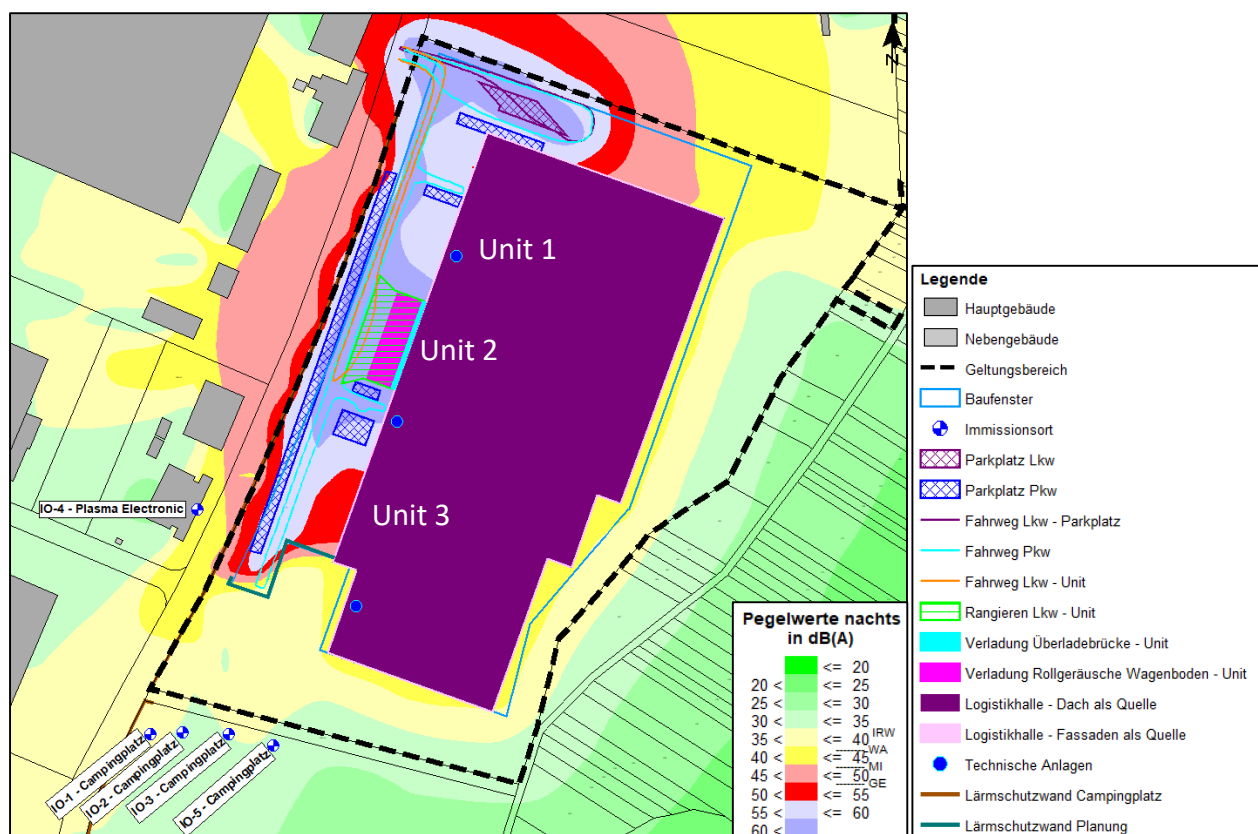 N
Unit 1
Unit 2
Unit 3
IO-4 - Plasma Electronic
IO-1 - Campingplatz
IO-2 - Campingplatz
IO-3 - Campingplatz
IO-5 - Campingplatz
Pegelwerte nachts
in dB(A)
<= 20
20 < <= 25
25 < <= 30
30 < <= 35
35 < <= 40 IRW
40 < <= 45 WA
45 < <= 50 MI
50 < <= 55 GE
55 < <= 60
60 <
Legende
Hauptgebäude
Nebengebäude
Geltungsbereich
Baufenster
Immissionsort
Parkplatz Lkw
Parkplatz Pkw
Fahrweg Lkw - Parkplatz
Fahrweg Pkw
Fahrweg Lkw - Unit
Rangieren Lkw - Unit
Verladung Überladebrücke - Unit
Verladung Rollgeräusche Wagenboden - Unit
Logistikhalle - Dach als Quelle
Logistikhalle - Fassaden als Quelle
Technische Anlagen
Lärmschutzwand Campingplatz
Lärmschutzwand Planung